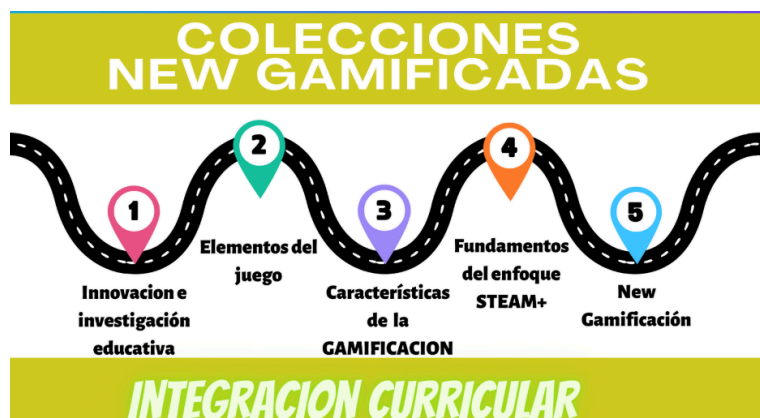 COLECCIONES
NEW GAMIFICADAS
1
Innovacion e
investigación
educativa
2
Elementos del
juego
3
Características
de la
GAMIFICACION
4
Fundamentos
del enfoque
STEAM+
5
New
Gamificación
INTEGRACION CURRICULAR